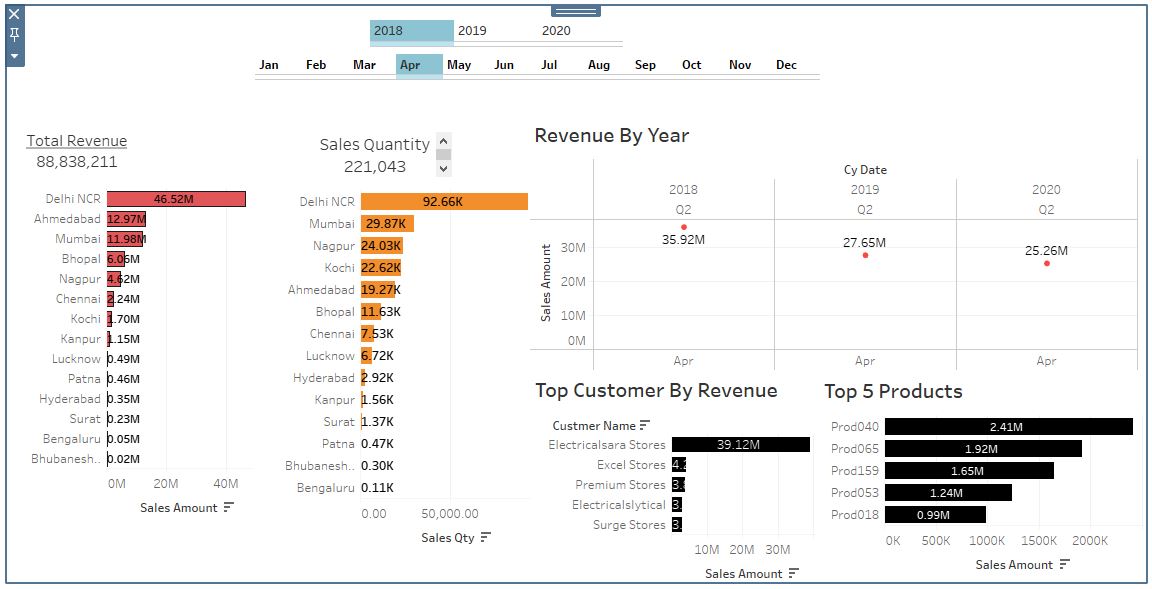 2018 2019 2020
Jan Feb Mar Apr May Jun Jul Aug Sep Oct Nov Dec
Total Revenue
88,838,211
Delhi NCR 46.52M
Ahmedabad 12.97M
Mumbai 11.98M
Bhopal 6.06M
Nagpur 4.62M
Chennai 2.24M
Kochi 1.70M
Kanpur 1.15M
Lucknow 0.49M
Patna 0.46M
Hyderabad 0.35M
Surat 0.23M
Bengaluru 0.05M
Bhubanesh.. 0.02M
0M 20M 40M
Sales Amount
Sales Quantity
221,043
Delhi NCR 92.66K
Mumbai 29.87K
Nagpur 24.03K
Kochi 22.62K
Ahmedabad 19.27K
Bhopal 11.63K
Chennai 7.53K
Lucknow 6.72K
Hyderabad 2.92K
Kanpur 1.56K
Surat 1.37K
Patna 0.47K
Bhubanesh.. 0.30K
Bengaluru 0.11K
0.00 50,000.00
Sales Qty
Revenue By Year
Cy Date
2018 2019 2020
Q2 Q2 Q2
Sales Amount
30M
20M
10M
0M
35.92M
27.65M
25.26M
Apr Apr Apr
Top Customer By Revenue
Custmer Name
Electricalsara Stores 39.12M
Excel Stores 4.2
Premium Stores 3.
Electricalslytical 3.
Surge Stores 3.
10M 20M 30M
Sales Amount
Top 5 Products
Prod040 2.41M
Prod065 1.92M
Prod159 1.65M
Prod053 1.24M
Prod018 0.99M
0K 500K 1000K 1500K 2000K
Sales Amount